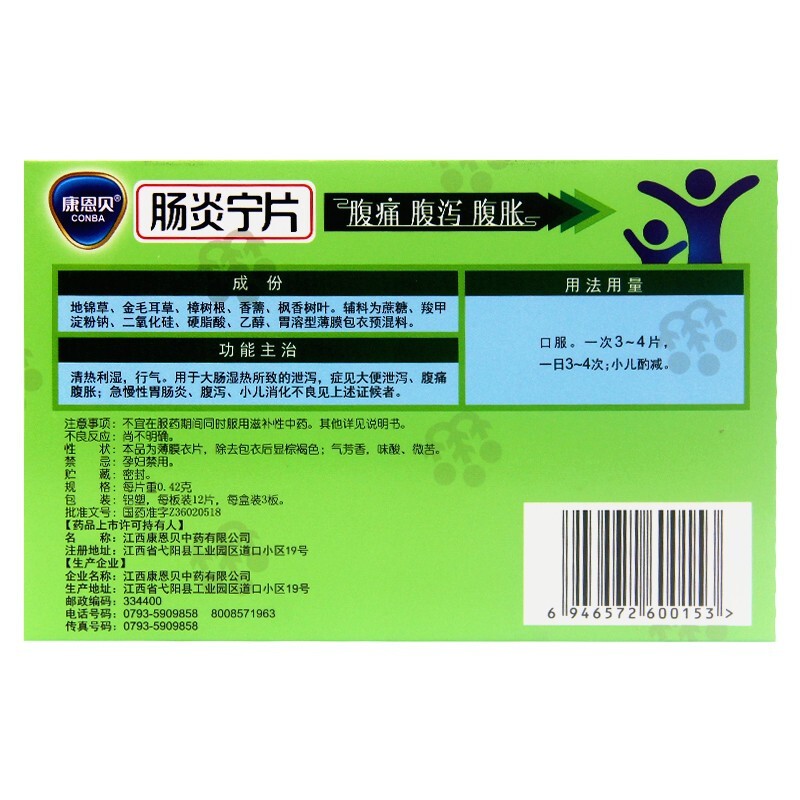 康恩贝®
CONBA
肠炎宁片
腹痛 腹泻 腹胀
成 份
地锦草、金毛耳草、樟树根、香薷、枫香树叶。辅料为蔗糖、羧甲
淀粉钠、二氧化硅、硬脂酸、乙醇、胃溶型薄膜包衣预混料。
功能主治
清热利湿，行气。用于大肠湿热所致的泄泻，症见大便泄泻、腹痛
腹胀；急慢性胃肠炎、腹泻、小儿消化不良见上述证候者。
用法用量
口服。一次3~4片，
一日3~4次；小儿酌减。
注意事项：不宜在服药期间同时服用滋补性中药。其他详见说明书。
不良反应：尚不明确。
性 状：本品为薄膜衣片，除去包衣后显棕褐色；气芳香，味酸、微苦。
禁 忌：孕妇禁用。
贮 藏：密封。
规 格：每片重0.42克
包 装：铝塑，每板装12片，每盒装3板。
批准文号：国药准字Z36020518
【药品上市许可持有人】
名 称：江西康恩贝中药有限公司
注册地址：江西省弋阳县工业园区道口小区19号
【生产企业】
企业名称：江西康恩贝中药有限公司
生产地址：江西省弋阳县工业园区道口小区19号
邮政编码：334400
电话号码：0793-5909858 8008571963
传真号码：0793-5909858
6 946572 600153 >